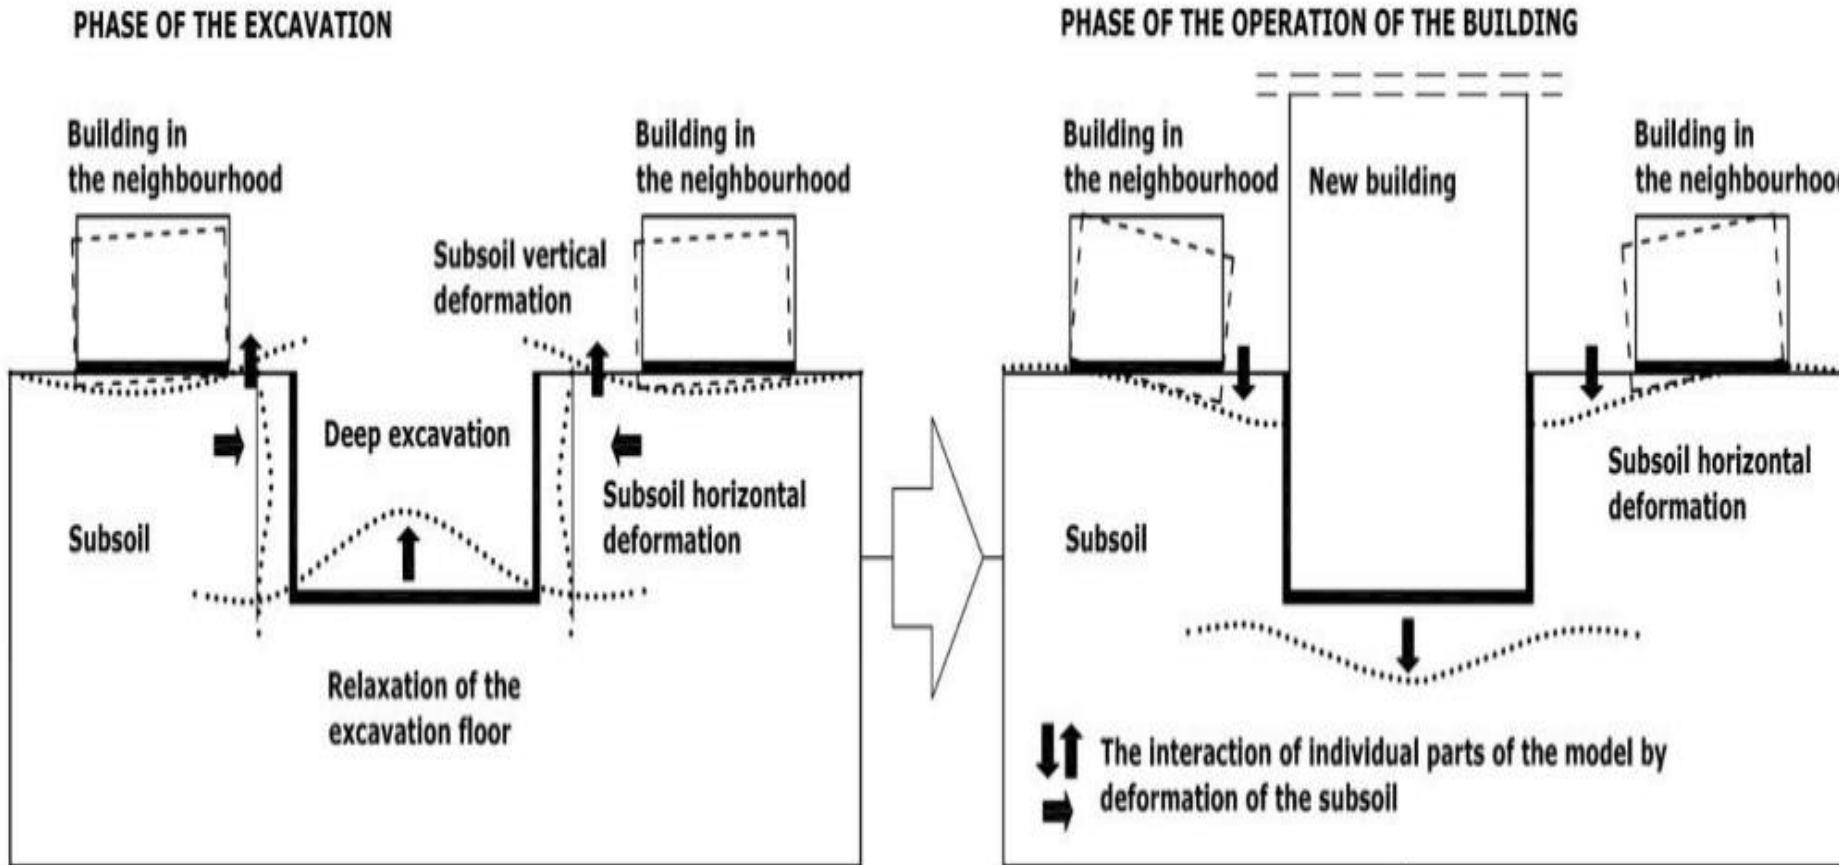 PHASE OF THE EXCAVATION
Building in
the neighbourhood
Building in
the neighbourhood
Subsoil vertical
deformation
Deep excavation
Subsoil horizontal
deformation
Subsoil
Relaxation of the
excavation floor
PHASE OF THE OPERATION OF THE BUILDING
Building in
the neighbourhood
New building
Building in
the neighbourhood
Subsoil horizontal
deformation
Subsoil
The interaction of individual parts of the model by
deformation of the subsoil